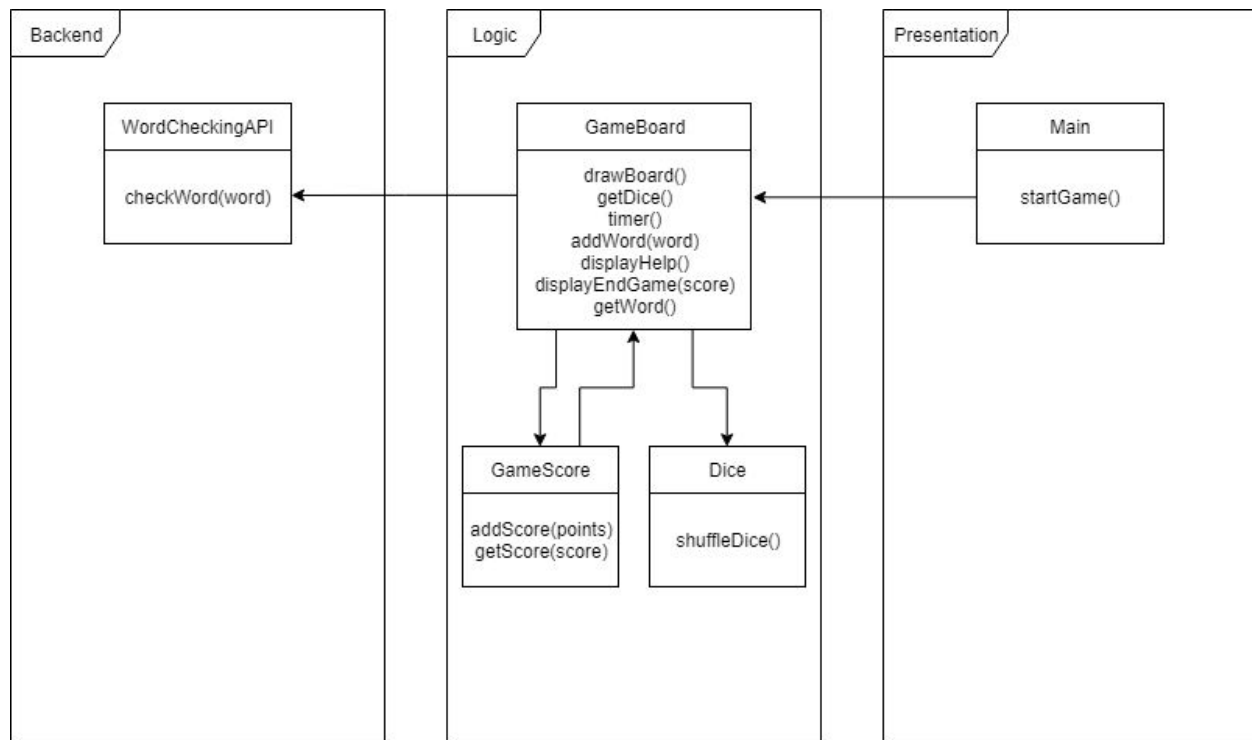 Backend
WordCheckingAPI
checkWord(word)
Logic
GameBoard
drawBoard()
getDice()
timer()
addWord(word)
displayHelp()
displayEndGame(score)
getWord()
GameScore
addScore(points)
getScore(score)
Dice
shuffleDice()
Presentation
Main
startGame()